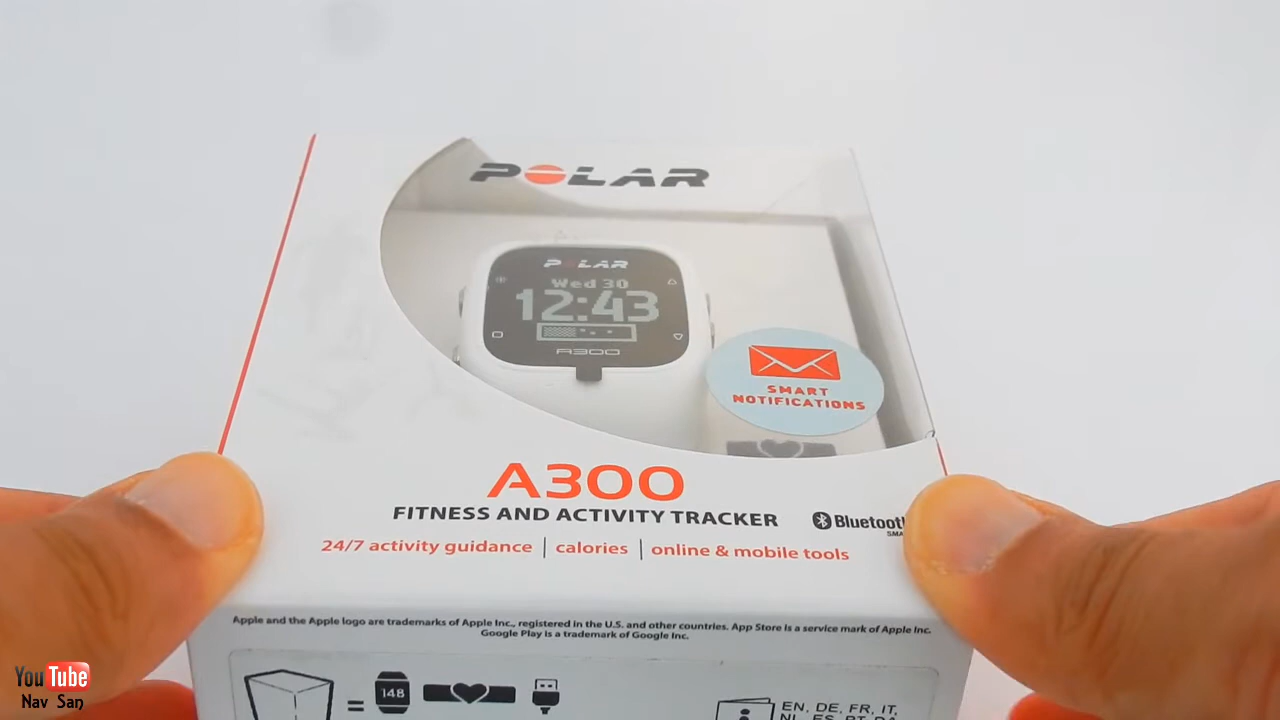 POLAR
POLAR
Wed 30
12:43
A300
SMART
NOTIFICATIONS
A300
FITNESS AND ACTIVITY TRACKER
Bluetoot
24/7 activity guidance | calories | online & mobile tools
Apple and the Apple logo are trademarks of Apple Inc., registered in the U.S. and other countries. App Store is a service mark of Apple Inc.
Google Play is a trademark of Google Inc.
= 148
EN, DE, FR, IT,
YouTube
Nav San